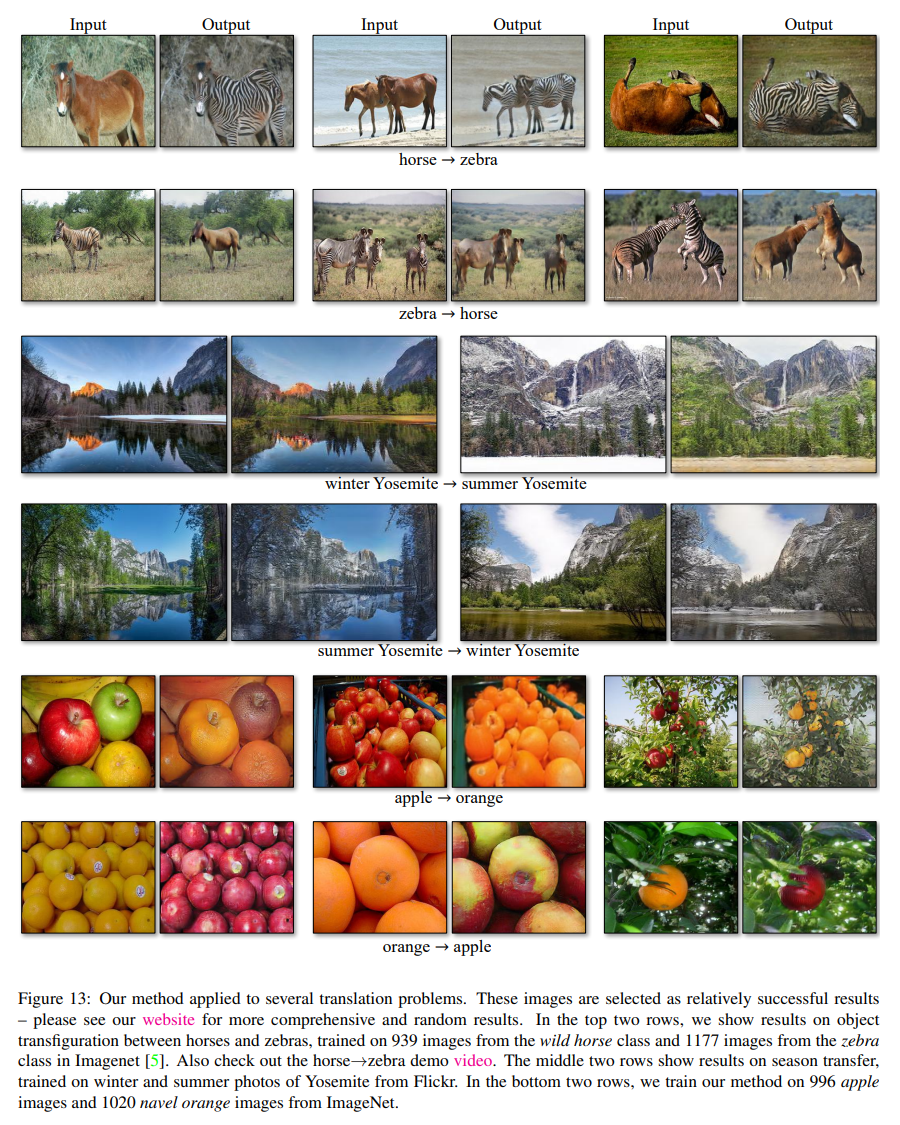 Input Output Input Output Input Output
horse → zebra
zebra → horse
winter Yosemite → summer Yosemite
summer Yosemite → winter Yosemite
apple → orange
orange → apple
Figure 13: Our method applied to several translation problems. These images are selected as relatively successful results
– please see our website for more comprehensive and random results. In the top two rows, we show results on object
transfiguration between horses and zebras, trained on 939 images from the wild horse class and 1177 images from the zebra
class in Imagenet [5]. Also check out the horse→zebra demo video. The middle two rows show results on season transfer,
trained on winter and summer photos of Yosemite from Flickr. In the bottom two rows, we train our method on 996 apple
images and 1020 navel orange images from ImageNet.